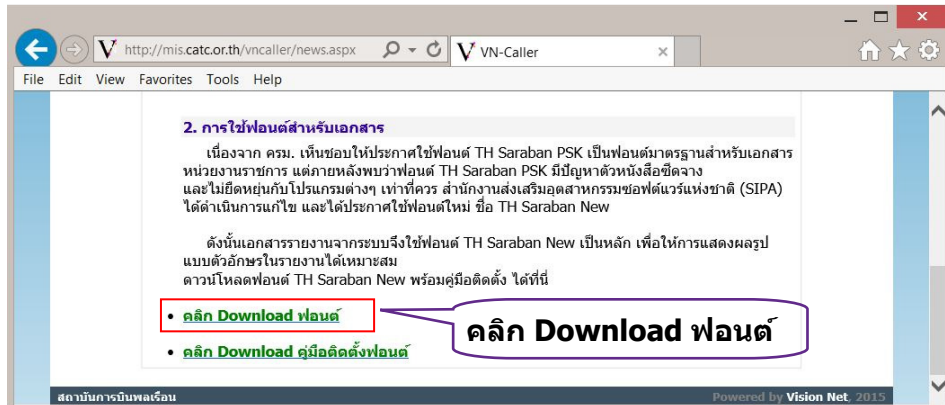 http://mis.catc.or.th/vncaller/news.aspx
VN-Caller
File Edit View Favorites Tools Help
2. การใช้ฟอนต์สำหรับเอกสาร
เนื่องจาก ครม. เห็นชอบให้ประกาศใช้ฟอนต์ TH Saraban PSK เป็นฟอนต์มาตรฐานสำหรับเอกสาร
หน่วยงานราชการ แต่ภายหลังพบว่าฟอนต์ TH Saraban PSK มีปัญหาตัวหนังสือซีดจาง
และไม่ยืดหยุ่นกับโปรแกรมต่างๆ เท่าที่ควร สำนักงานส่งเสริมอุตสาหกรรมซอฟต์แวร์แห่งชาติ (SIPA)
ได้ดำเนินการแก้ไข และได้ประกาศใช้ฟอนต์ใหม่ ชื่อ TH Saraban New
ดังนั้นเอกสารรายงานจากระบบจึงใช้ฟอนต์ TH Saraban New เป็นหลัก เพื่อให้การแสดงผลรูป
แบบตัวอักษรในรายงานได้เหมาะสม
ดาวน์โหลดฟอนต์ TH Saraban New พร้อมคู่มือติดตั้ง ได้ที่นี่
• คลิก Download ฟอนต์
คลิก Download ฟอนต์
• คลิก Download คู่มือติดตั้งฟอนต์
สถาบันการบินพลเรือน
Powered by Vision Net, 2015